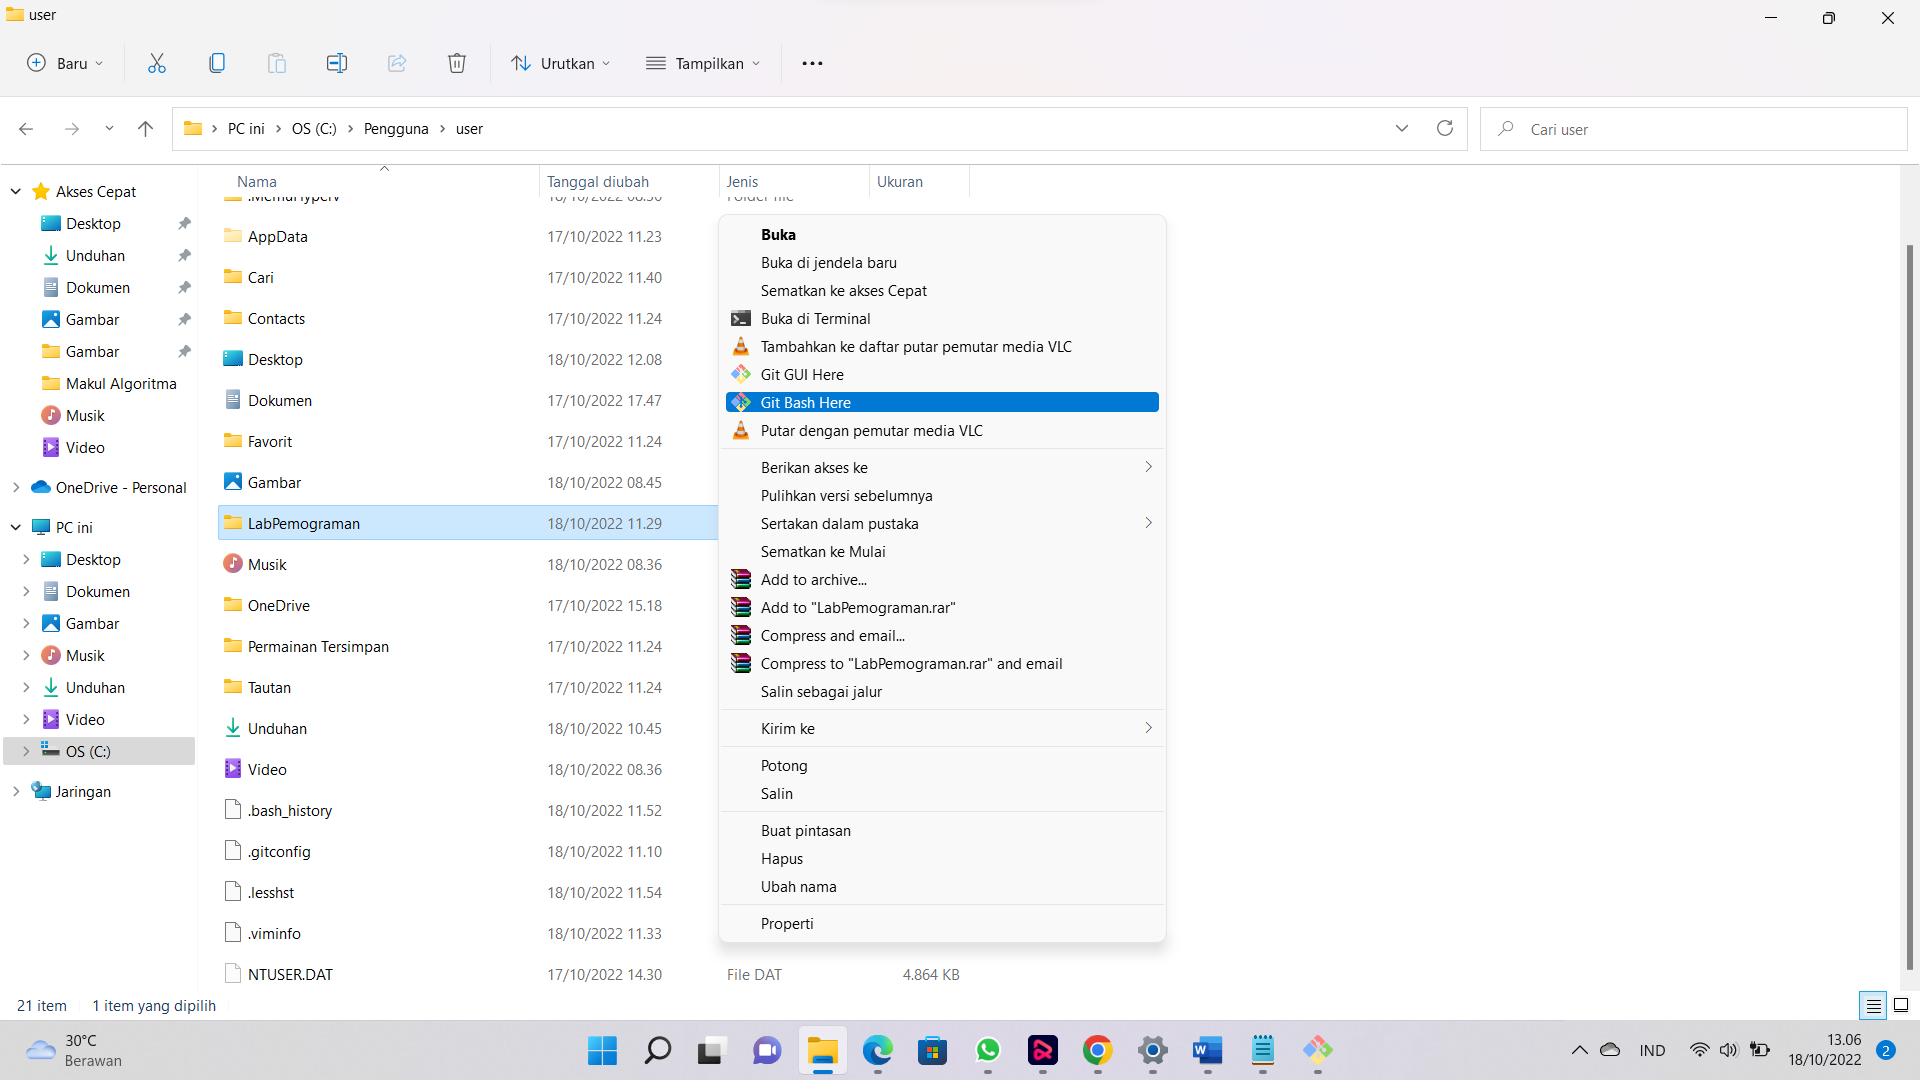 user
Baru
Urutkan
Tampilkan
PC ini
OS (C:)
Pengguna
user
Cari user
Nama
Tanggal diubah
Jenis
Ukuran
Akses Cepat
Desktop
Unduhan
Dokumen
Gambar
Gambar
Makul Algoritma
Musik
Video
OneDrive - Personal
PC ini
Desktop
Dokumen
Gambar
Musik
Unduhan
Video
OS (C:)
Jaringan
AppData 17/10/2022 11.23
Cari 17/10/2022 11.40
Contacts 17/10/2022 11.24
Desktop 18/10/2022 12.08
Dokumen 17/10/2022 17.47
Favorit 17/10/2022 11.24
Gambar 18/10/2022 08.45
LabPemograman 18/10/2022 11.29
Musik 18/10/2022 08.36
OneDrive 17/10/2022 15.18
Permainan Tersimpan 17/10/2022 11.24
Tautan 17/10/2022 11.24
Unduhan 18/10/2022 10.45
Video 18/10/2022 08.36
.bash_history 18/10/2022 11.52
.gitconfig 18/10/2022 11.10
.lesshst 18/10/2022 11.54
.viminfo 18/10/2022 11.33
NTUSER.DAT 17/10/2022 14.30 File DAT 4.864 KB
Buka
Buka di jendela baru
Sematkan ke akses Cepat
Buka di Terminal
Tambahkan ke daftar putar pemutar media VLC
Git GUI Here
Git Bash Here
Putar dengan pemutar media VLC
Berikan akses ke
Pulihkan versi sebelumnya
Sertakan dalam pustaka
Sematkan ke Mulai
Add to archive...
Add to "LabPemograman.rar"
Compress and email...
Compress to "LabPemograman.rar" and email
Salin sebagai jalur
Kirim ke
Potong
Salin
Buat pintasan
Hapus
Ubah nama
Properti
21 item
1 item yang dipilih
30°C
Berawan
IND
13.06
18/10/2022
2